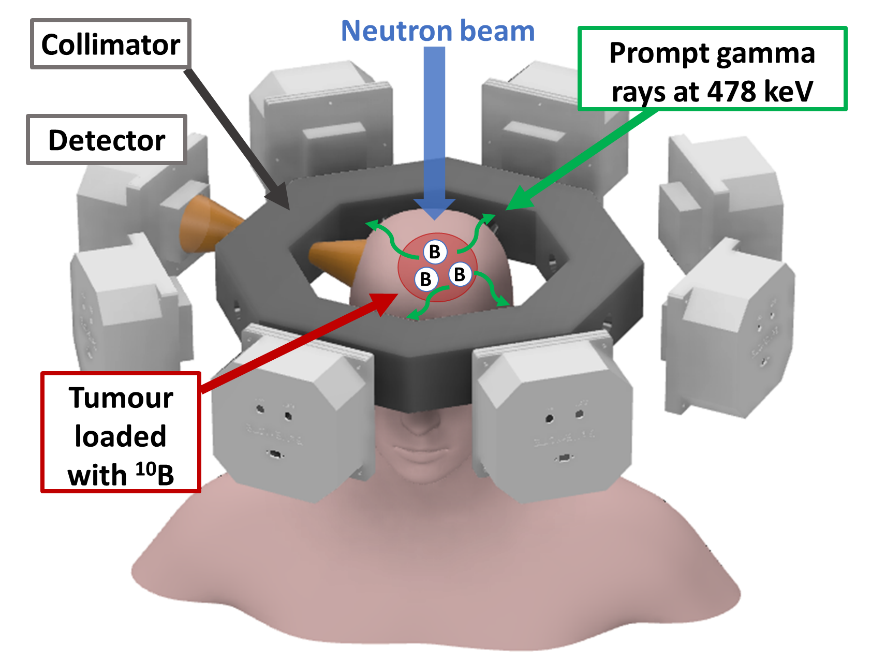 Neutron beam
Collimator
Prompt gamma
rays at 478 keV
Detector
B
B
B
Tumour
loaded
with ¹⁰B